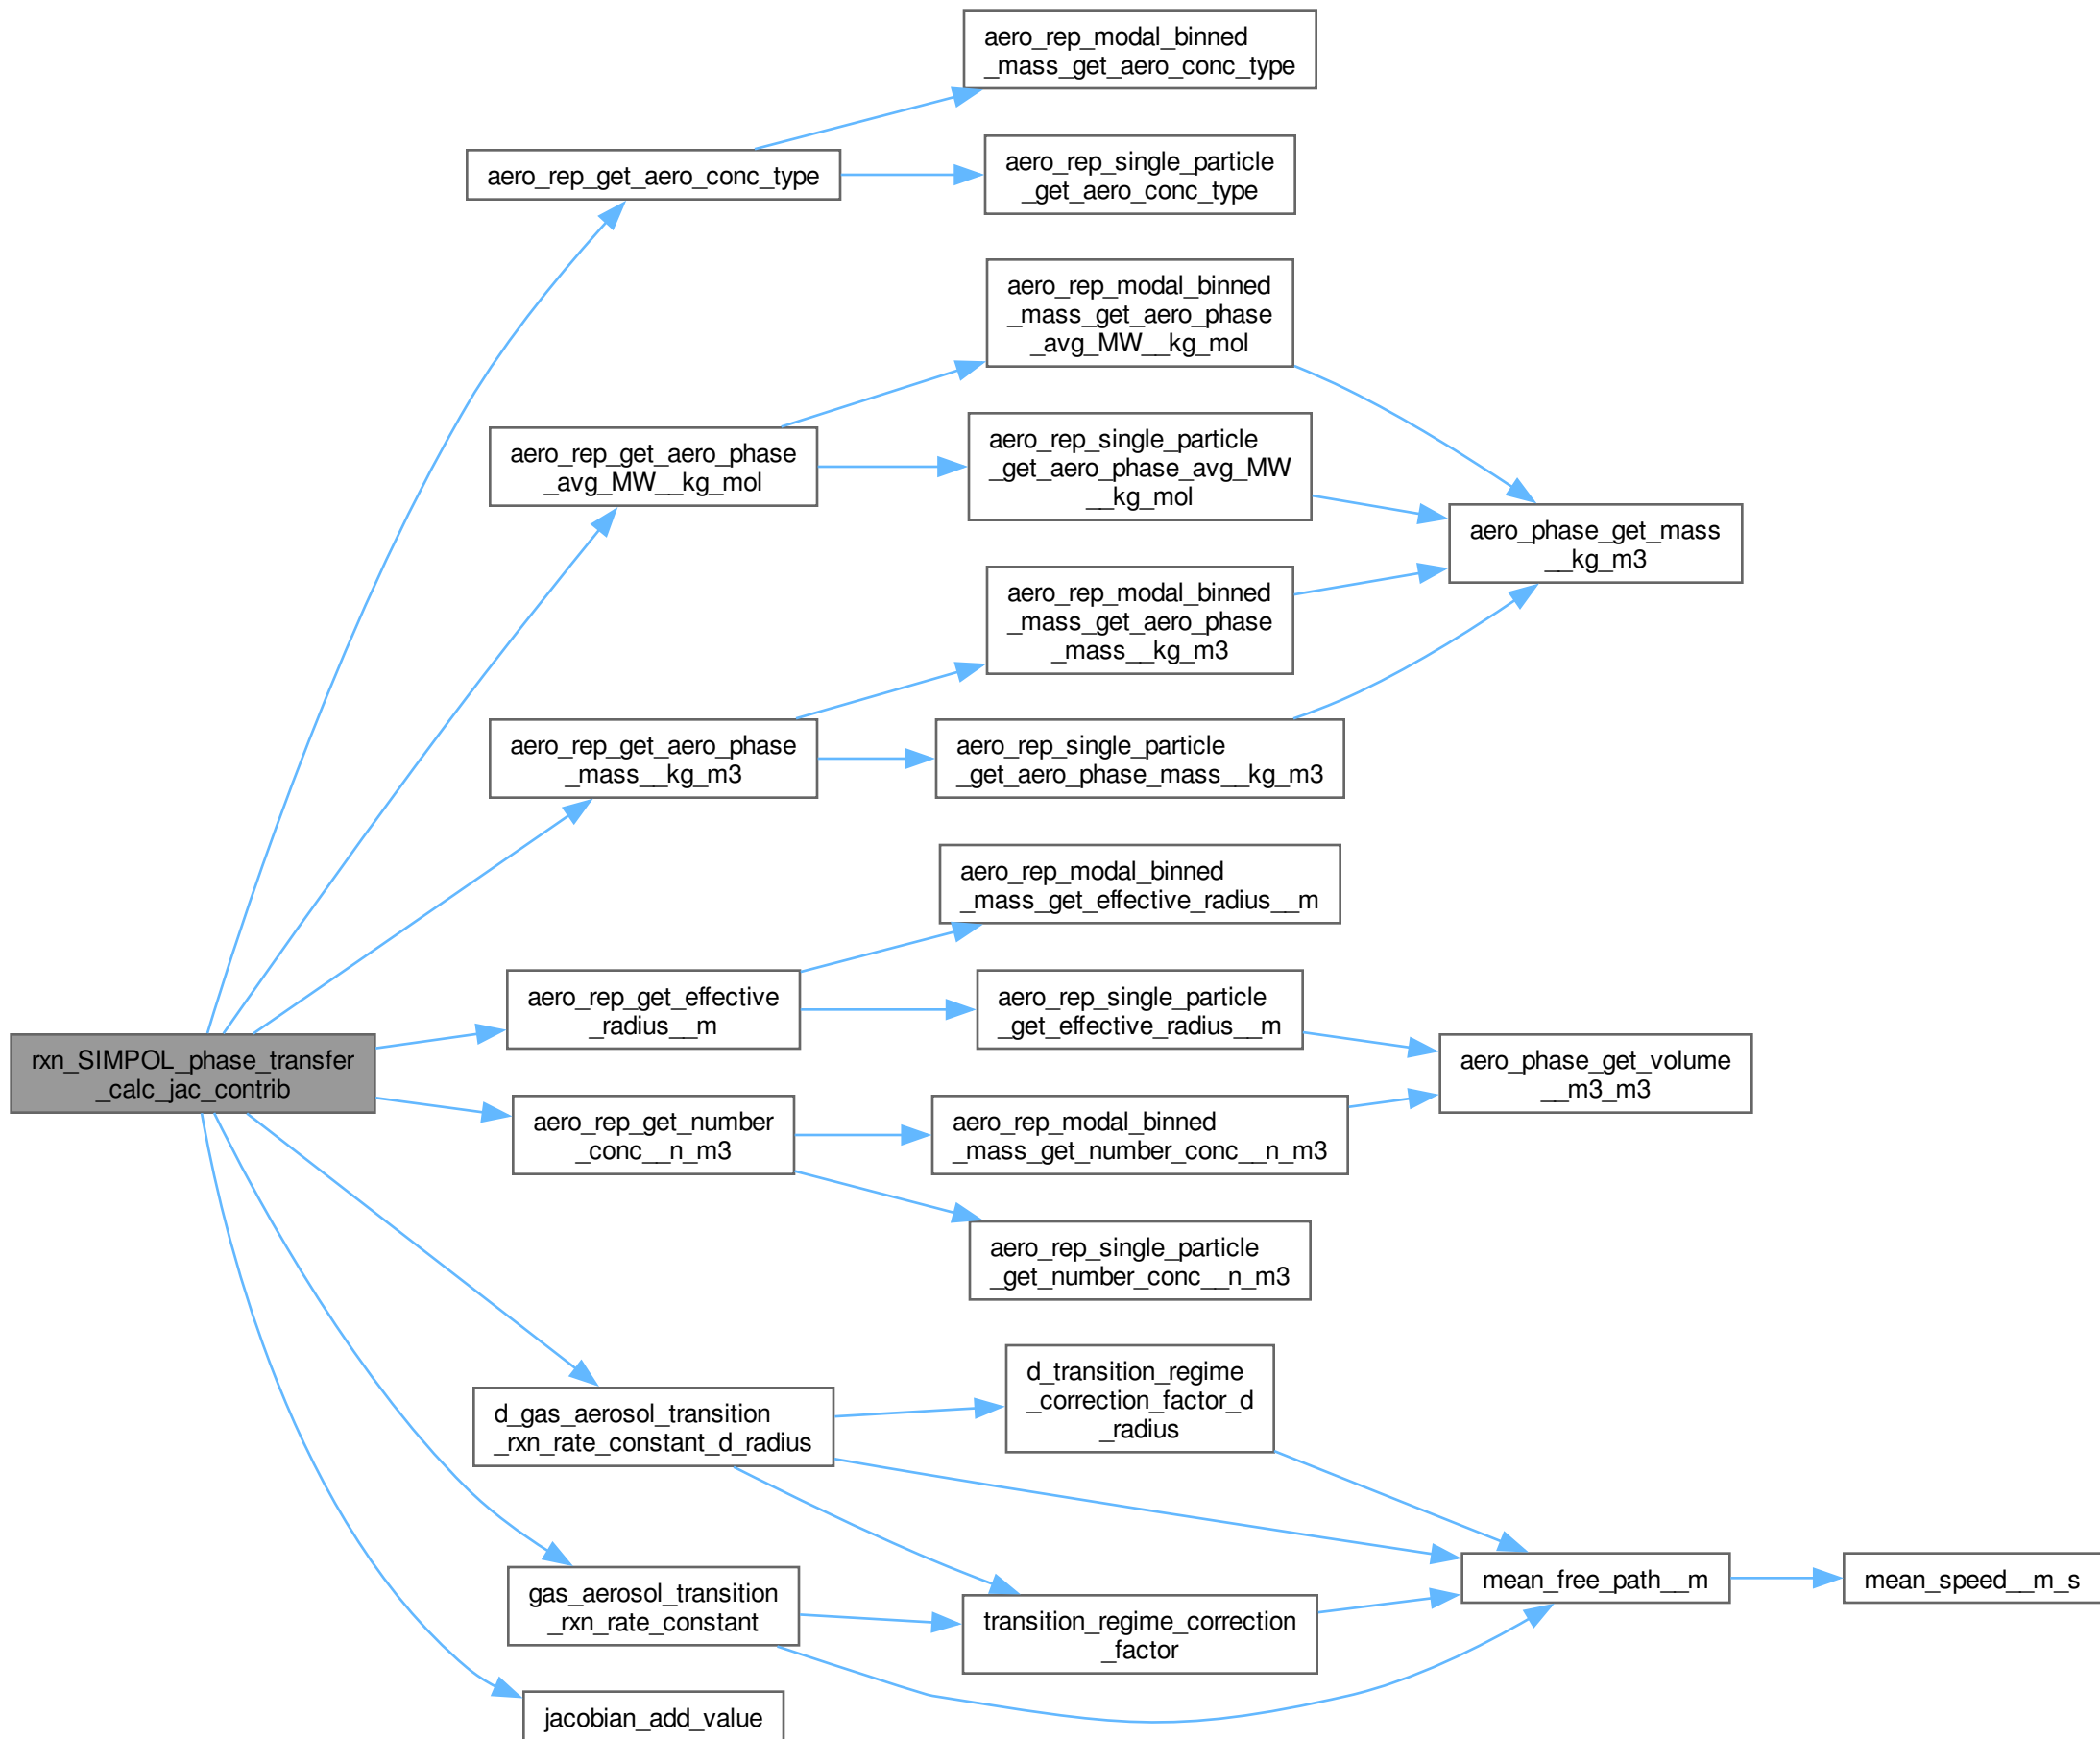 aero_rep_modal_binned
_mass_get_aero_conc_type
aero_rep_get_aero_conc_type
aero_rep_single_particle
_get_aero_conc_type
aero_rep_modal_binned
_mass_get_aero_phase
_avg_MW__kg_mol
aero_rep_get_aero_phase
_avg_MW__kg_mol
aero_rep_single_particle
_get_aero_phase_avg_MW
__kg_mol
aero_phase_get_mass
__kg_m3
aero_rep_modal_binned
_mass_get_aero_phase
_mass__kg_m3
aero_rep_get_aero_phase
_mass__kg_m3
aero_rep_single_particle
_get_aero_phase_mass__kg_m3
aero_rep_modal_binned
_mass_get_effective_radius__m
aero_rep_get_effective
_radius__m
aero_rep_single_particle
_get_effective_radius__m
rxn_SIMPOL_phase_transfer
_calc_jac_contrib
aero_phase_get_volume
__m3_m3
aero_rep_get_number
_conc__n_m3
aero_rep_modal_binned
_mass_get_number_conc__n_m3
aero_rep_single_particle
_get_number_conc__n_m3
d_transition_regime
_correction_factor_d
_radius
d_gas_aerosol_transition
_rxn_rate_constant_d_radius
mean_free_path__m
mean_speed__m_s
gas_aerosol_transition
_rxn_rate_constant
transition_regime_correction
_factor
jacobian_add_value